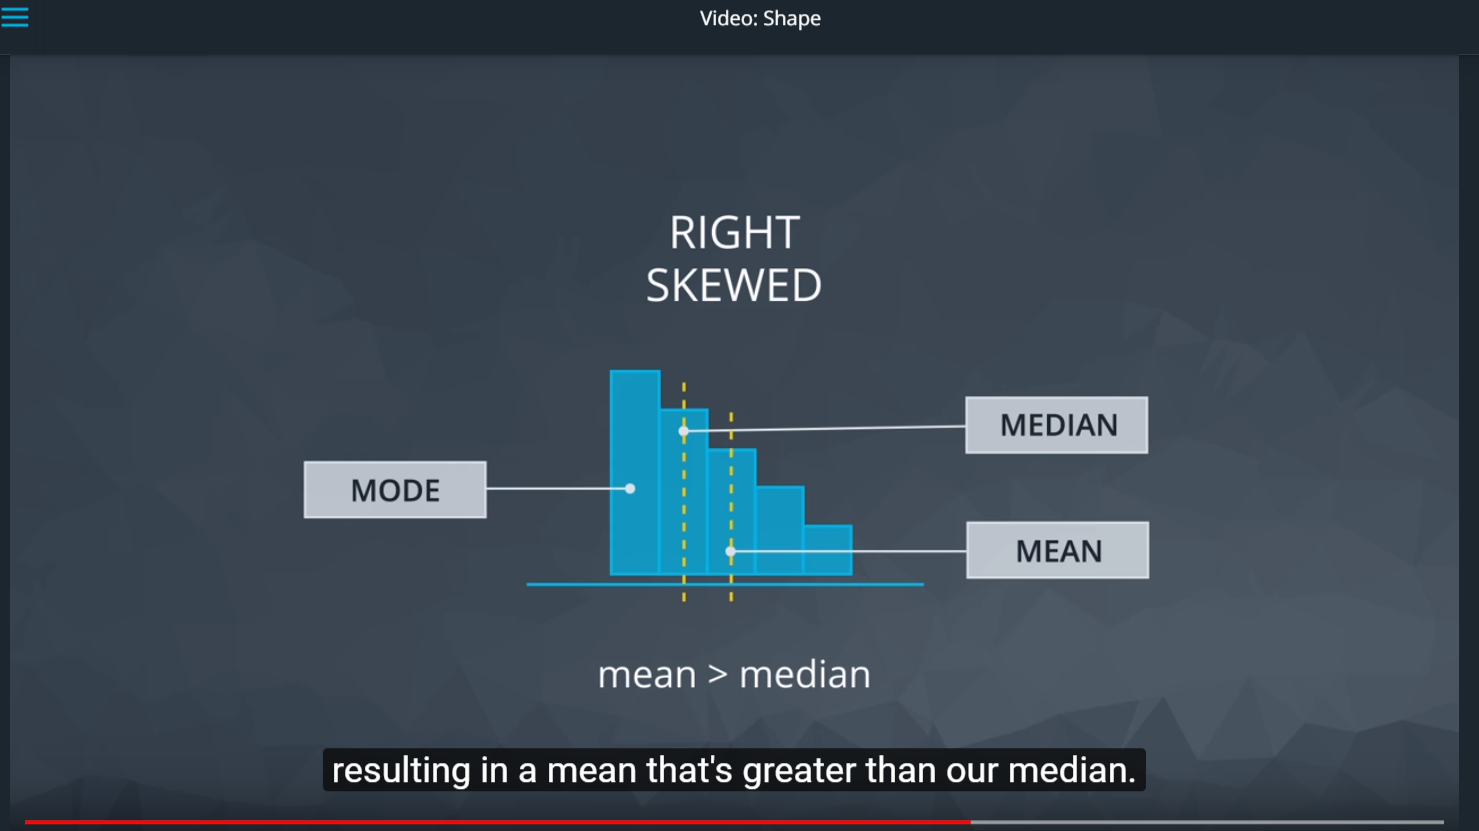 Video: Shape
RIGHT
SKEWED
MEDIAN
MODE
MEAN
mean > median
resulting in a mean that's greater than our median.